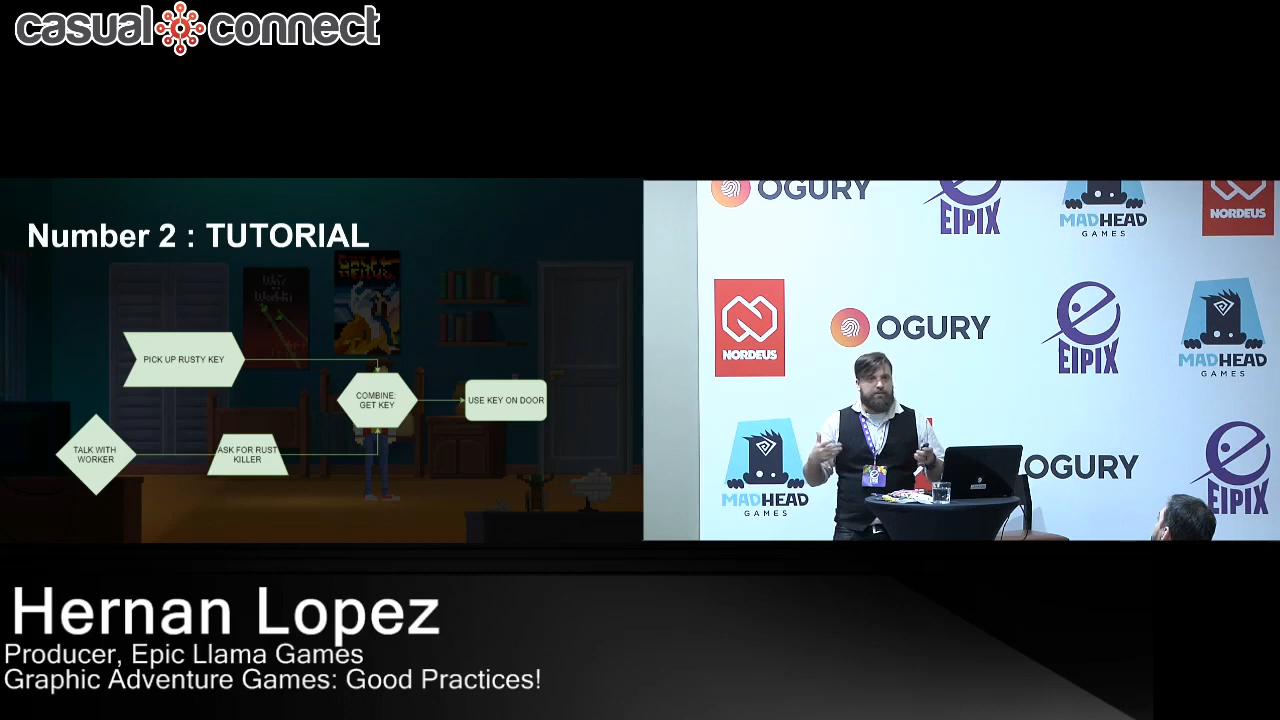 casual connect
Number 2 : TUTORIAL
PICK UP RUSTY KEY
COMBINE:
GET KEY
USE KEY ON DOOR
TALK WITH
WORKER
ASK FOR RUST
KILLER
OGURY
EIPIX
MADHEAD
GAMES
NORDEUS
NORDEUS
OGURY
EIPIX
MADHEAD
GAMES
MADHEAD
GAMES
OGURY
EIPIX
Hernan Lopez
Producer, Epic Llama Games
Graphic Adventure Games: Good Practices!